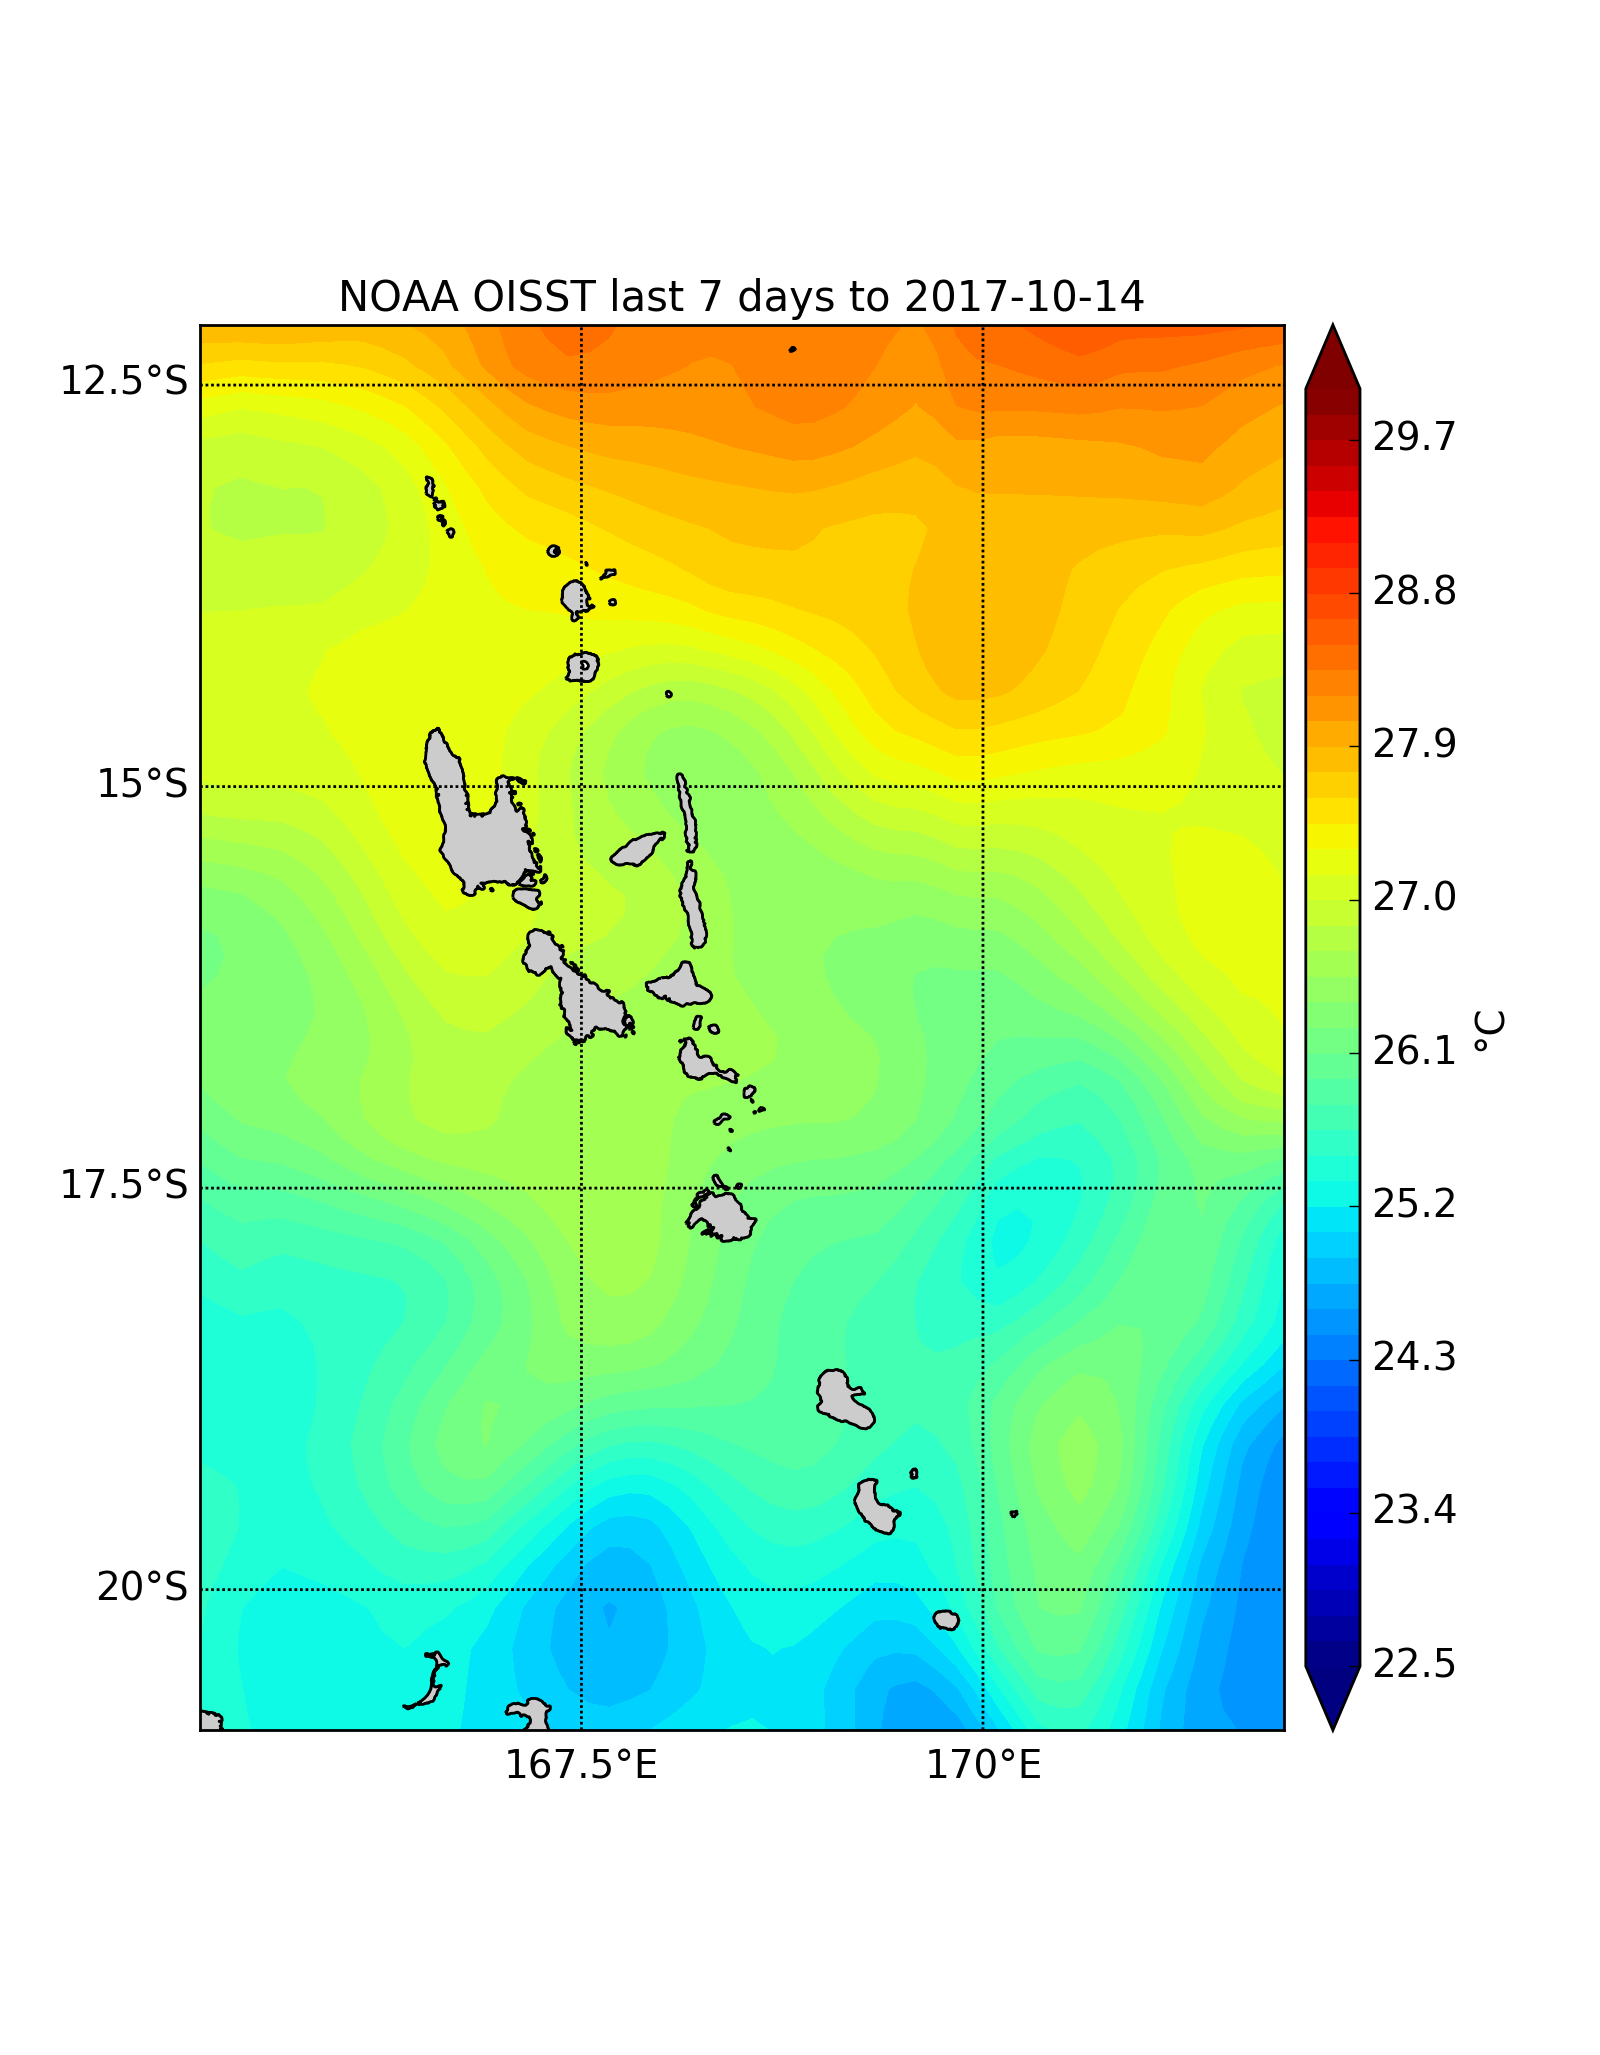 NOAA OISST last 7 days to 2017-10-14
12.5°S
15°S
17.5°S
20°S
167.5°E
170°E
29.7
28.8
27.9
27.0
26.1
25.2
24.3
23.4
22.5
°C